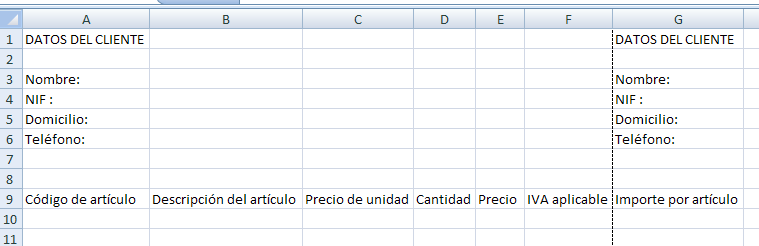 A B C D E F G
1 DATOS DEL CLIENTE DATOS DEL CLIENTE
2
3 Nombre: Nombre:
4 NIF : NIF :
5 Domicilio: Domicilio:
6 Teléfono: Teléfono:
7
8
9 Código de artículo Descripción del artículo Precio de unidad Cantidad Precio IVA aplicable Importe por artículo
10
11